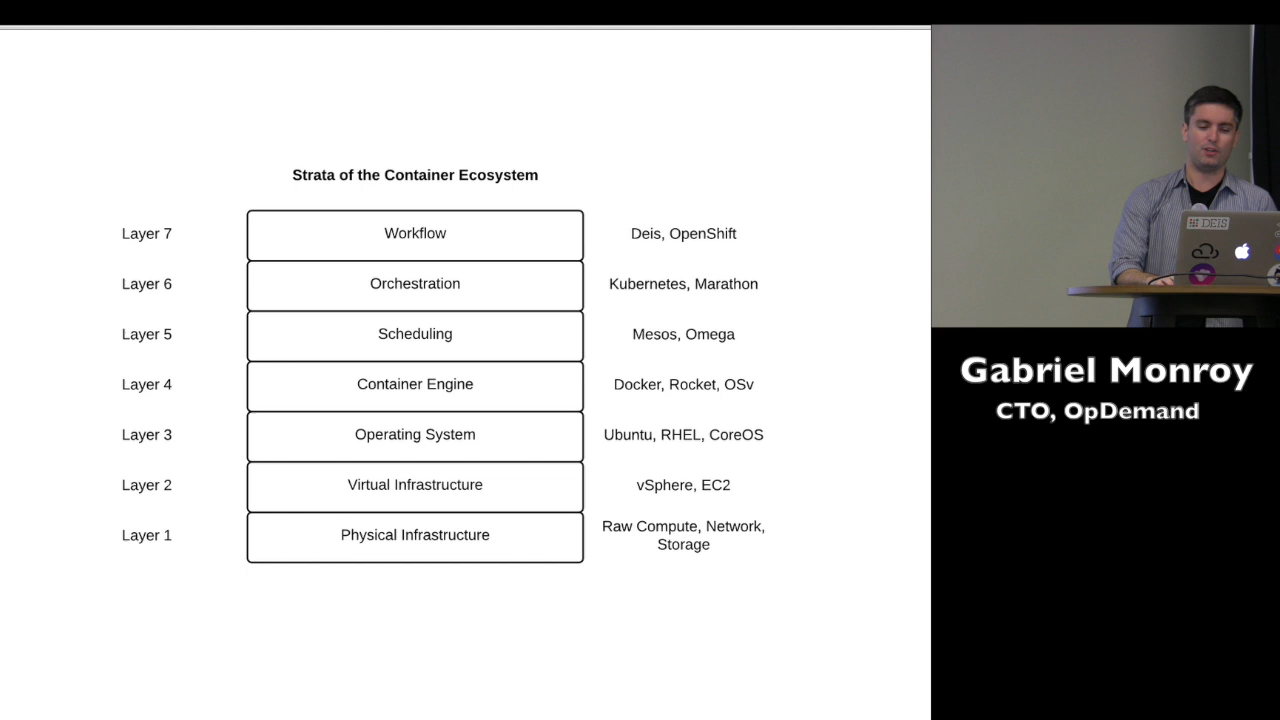 Strata of the Container Ecosystem
Layer 7 Workflow Deis, OpenShift
Layer 6 Orchestration Kubernetes, Marathon
Layer 5 Scheduling Mesos, Omega
Layer 4 Container Engine Docker, Rocket, OSv
Layer 3 Operating System Ubuntu, RHEL, CoreOS
Layer 2 Virtual Infrastructure vSphere, EC2
Layer 1 Physical Infrastructure Raw Compute, Network,
Storage
DEIS
Gabriel Monroy
CTO, OpDemand